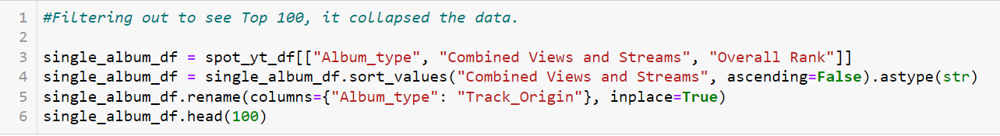 1 #Filtering out to see Top 100, it collapsed the data.
2
3 single_album_df = spot_yt_df[["Album_type", "Combined Views and Streams", "Overall Rank"]]
4 single_album_df = single_album_df.sort_values("Combined Views and Streams", ascending=False).astype(str)
5 single_album_df.rename(columns={"Album_type": "Track_Origin"}, inplace=True)
6 single_album_df.head(100)